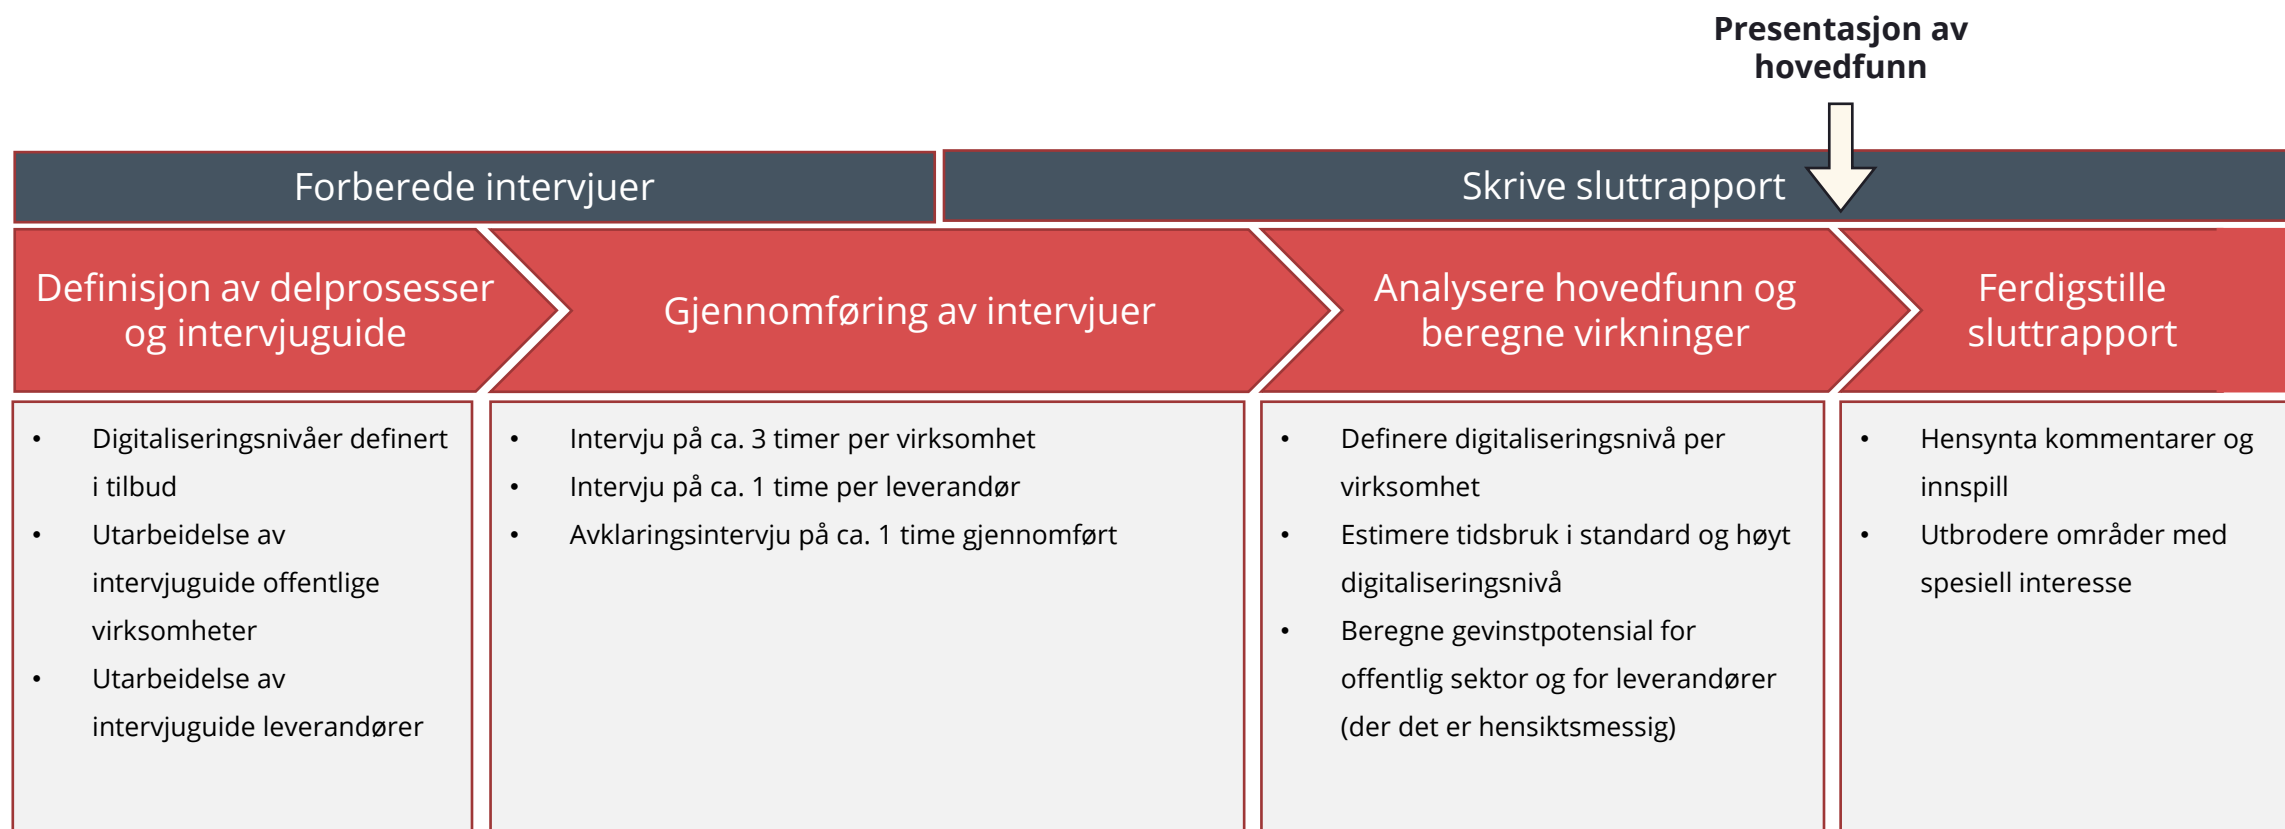 Presentasjon av
hovedfunn
Forberede intervjuer
Skrive sluttrapport
Definisjon av delprosesser
og intervjuguide
Gjennomføring av intervjuer
Analysere hovedfunn og
beregne virkninger
Ferdigstille
sluttrapport
• Digitaliseringsnivåer definert
i tilbud
• Utarbeidelse av
intervjuguide offentlige
virksomheter
• Utarbeidelse av
intervjuguide leverandører
• Intervju på ca. 3 timer per virksomhet
• Intervju på ca. 1 time per leverandør
• Avklaringsintervju på ca. 1 time gjennomført
• Definere digitaliseringsnivå per
virksomhet
• Estimere tidsbruk i standard og høyt
digitaliseringsnivå
• Beregne gevinstpotensial for
offentlig sektor og for leverandører
(der det er hensiktsmessig)
• Hensynta kommentarer og
innspill
• Utbrodere områder med
spesiell interesse